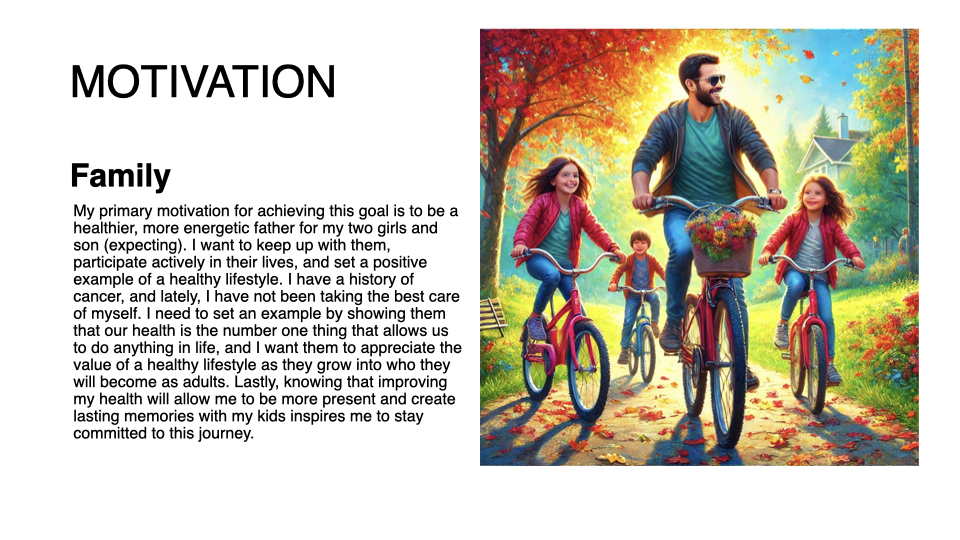 MOTIVATION
Family
My primary motivation for achieving this goal is to be a
healthier, more energetic father for my two girls and
son (expecting). I want to keep up with them,
participate actively in their lives, and set a positive
example of a healthy lifestyle. I have a history of
cancer, and lately, I have not been taking the best care
of myself. I need to set an example by showing them
that our health is the number one thing that allows us
to do anything in life, and I want them to appreciate the
value of a healthy lifestyle as they grow into who they
will become as adults. Lastly, knowing that improving
my health will allow me to be more present and create
lasting memories with my kids inspires me to stay
committed to this journey.